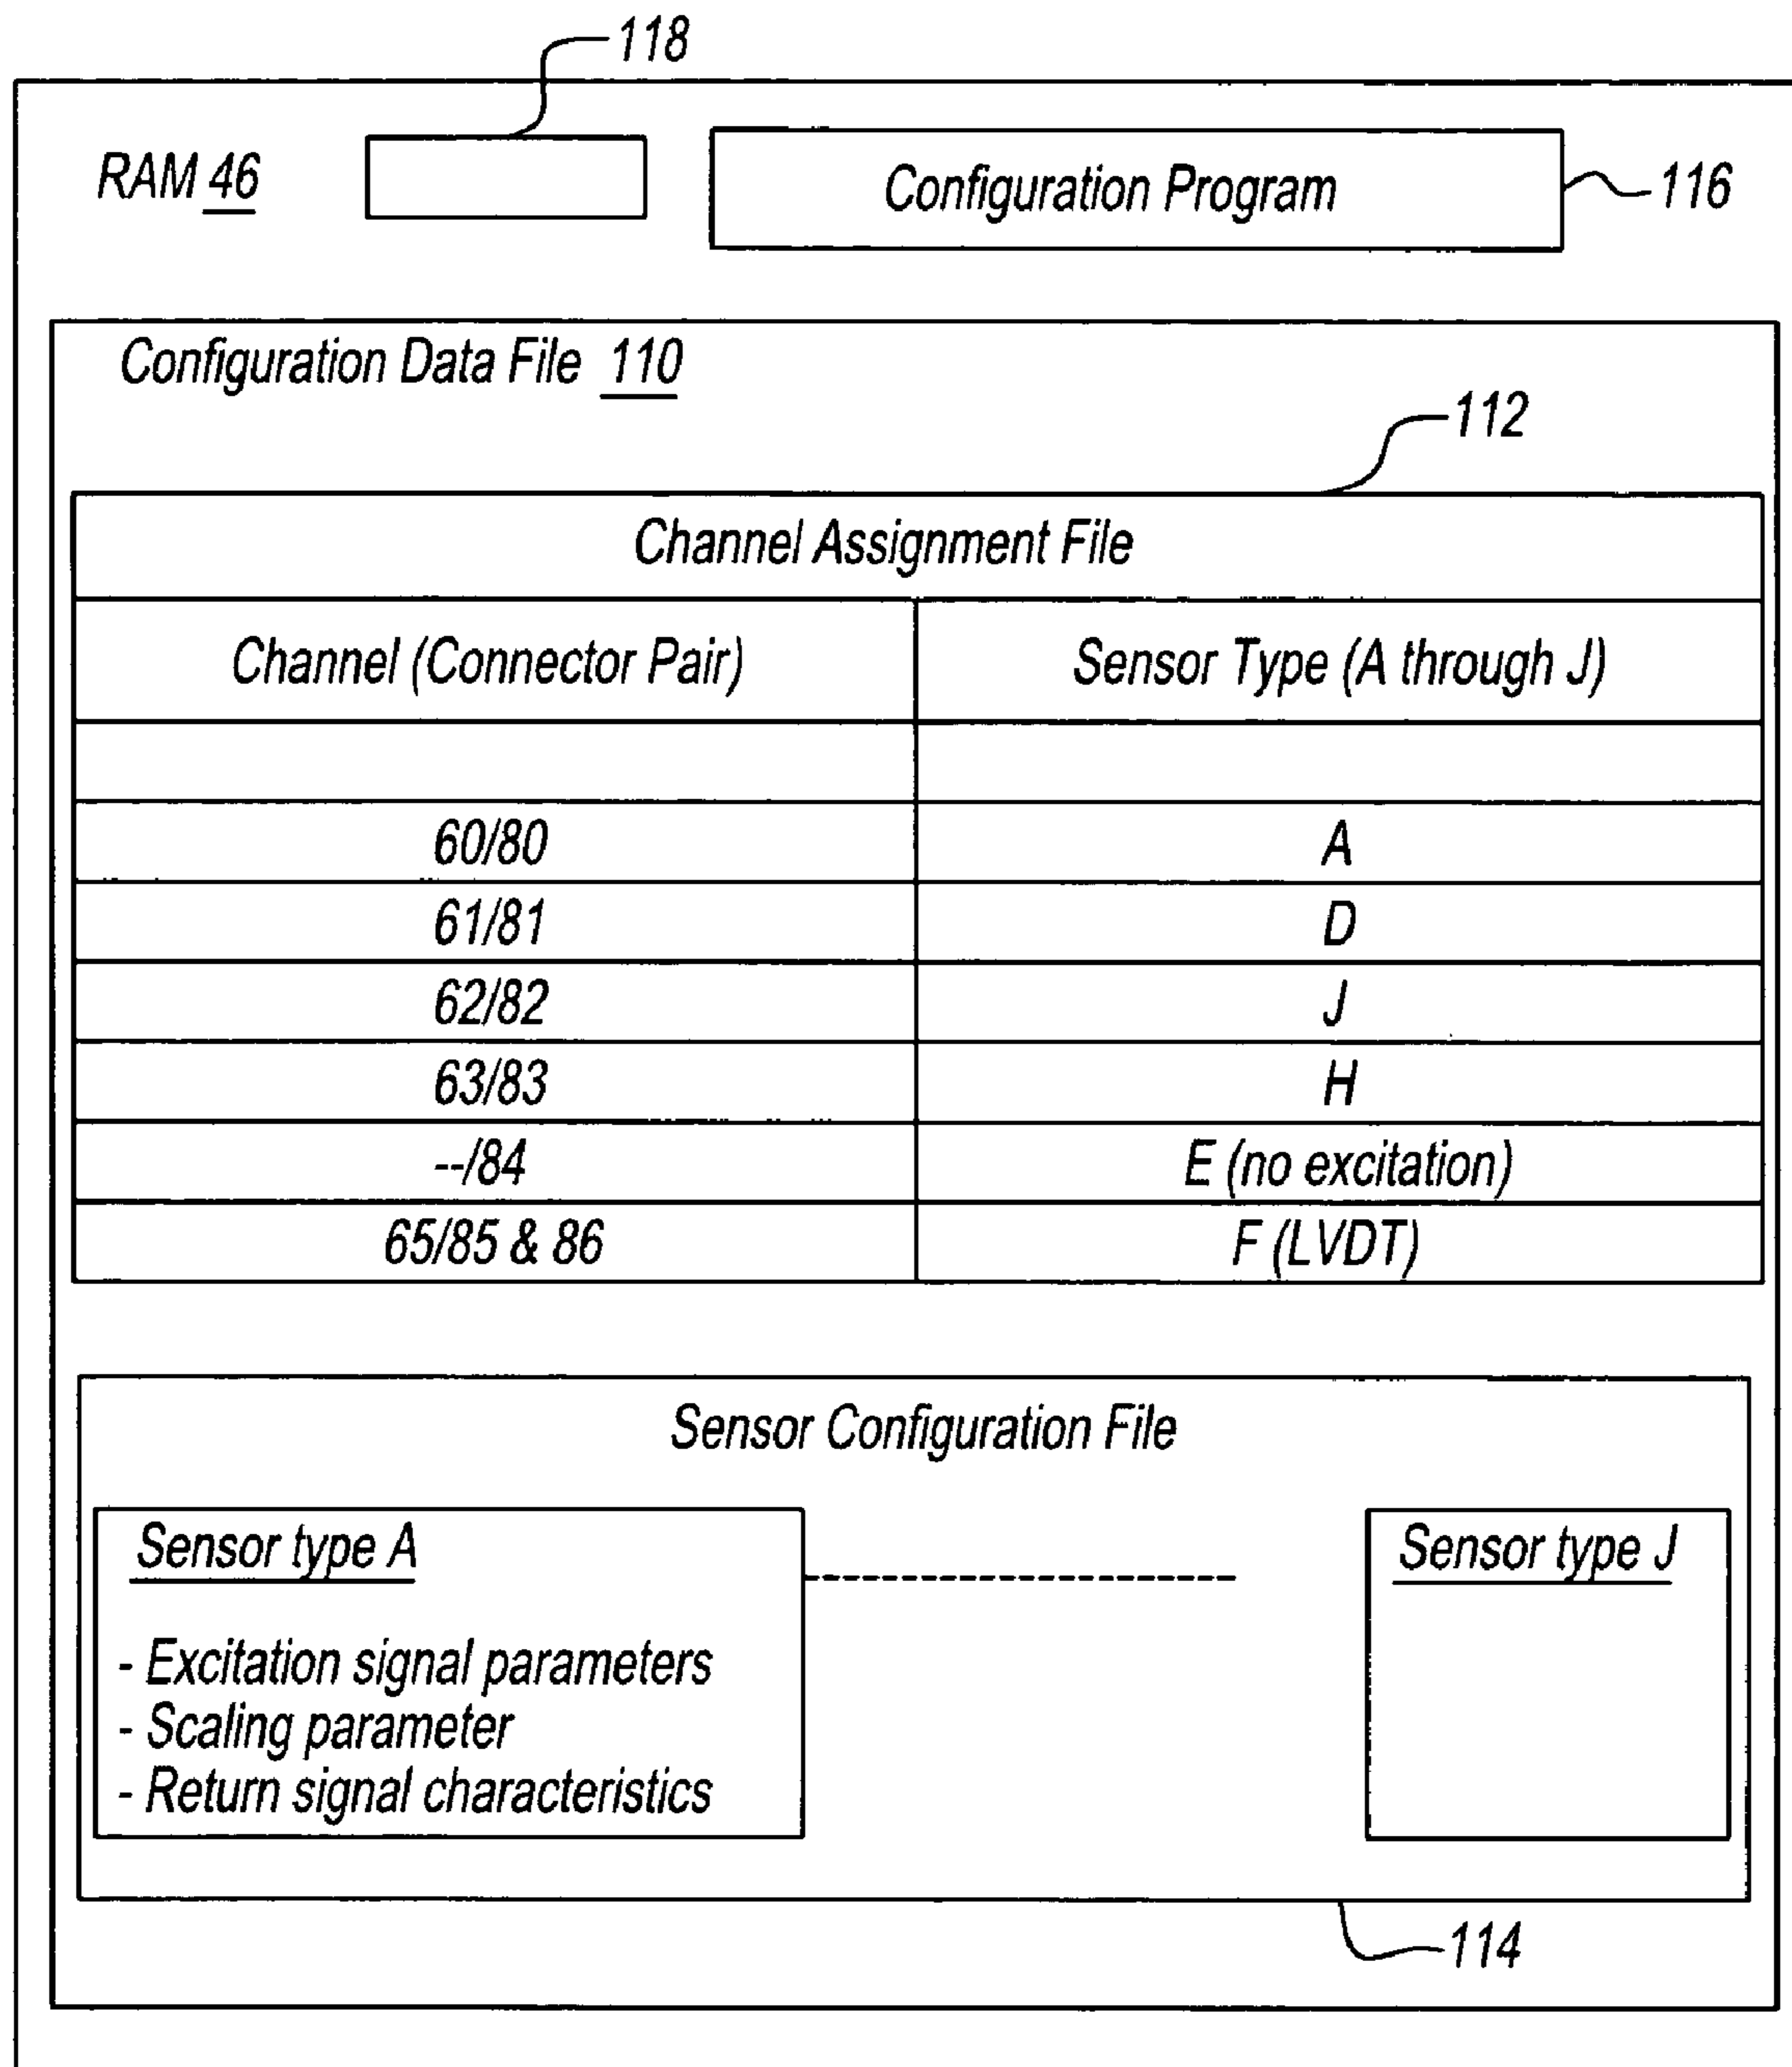 118
RAM 46
Configuration Program
116
Configuration Data File 110
112
Channel Assignment File
Channel (Connector Pair) Sensor Type (A through J)
60/80 A
61/81 D
62/82 J
63/83 H
--/84 E (no excitation)
65/85 & 86 F (LVDT)
Sensor Configuration File
Sensor type A
- Excitation signal parameters
- Scaling parameter
- Return signal characteristics
Sensor type J
114